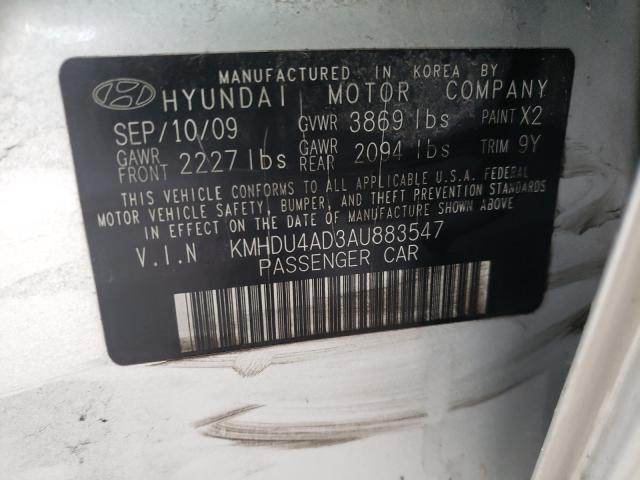 MANUFACTURED IN KOREA BY
HYUNDAI MOTOR COMPANY
SEP/10/09 GVWR 3869 lbs PAINT X2
GAWR FRONT 2227 lbs GAWR REAR 2094 lbs TRIM 9Y
THIS VEHICLE CONFORMS TO ALL APPLICABLE U.S.A. FEDERAL
MOTOR VEHICLE SAFETY, BUMPER, AND THEFT PREVENTION STANDARDS
IN EFFECT ON THE DATE OF MANUFACTURE SHOWN ABOVE
V.I.N KMHDU4AD3AU883547
PASSENGER CAR